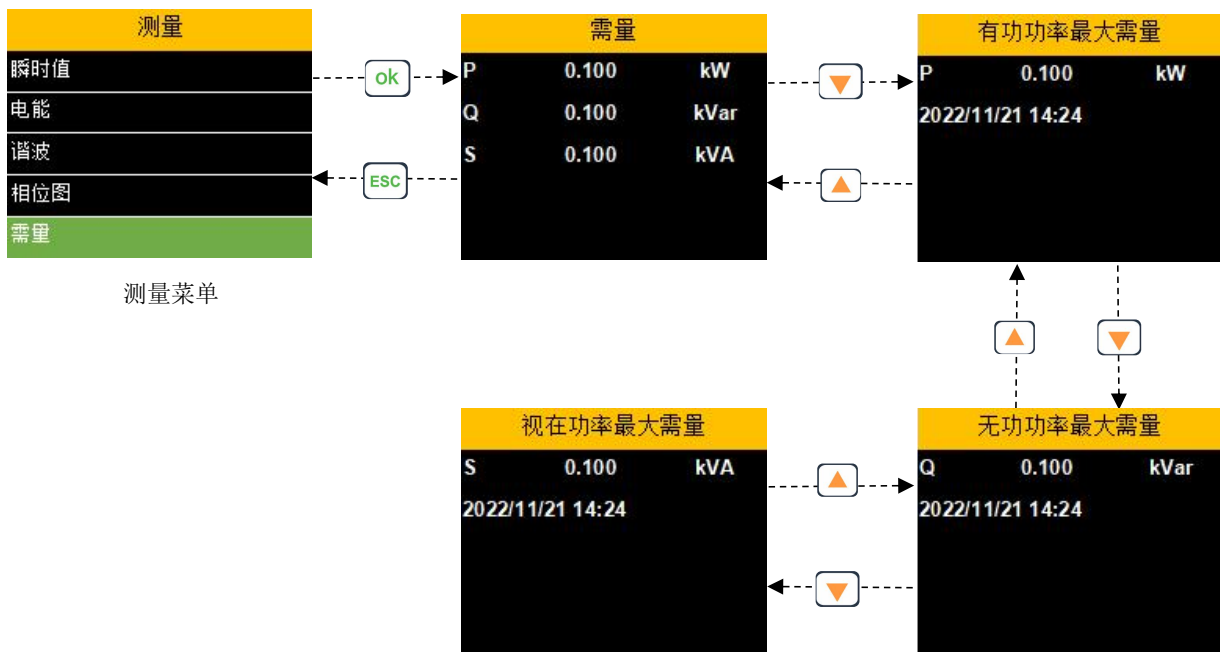 测量
瞬时值
电能
谐波
相位图
需量
测量菜单
ok
ESC
需量
P 0.100 kW
Q 0.100 kVar
S 0.100 kVA
有功功率最大需量
P 0.100 kW
2022/11/21 14:24
视在功率最大需量
S 0.100 kVA
2022/11/21 14:24
无功功率最大需量
Q 0.100 kVar
2022/11/21 14:24